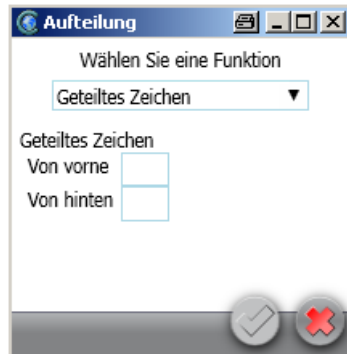 Aufteilung
Wählen Sie eine Funktion
Geteiltes Zeichen
Geteiltes Zeichen
Von vorne
Von hinten